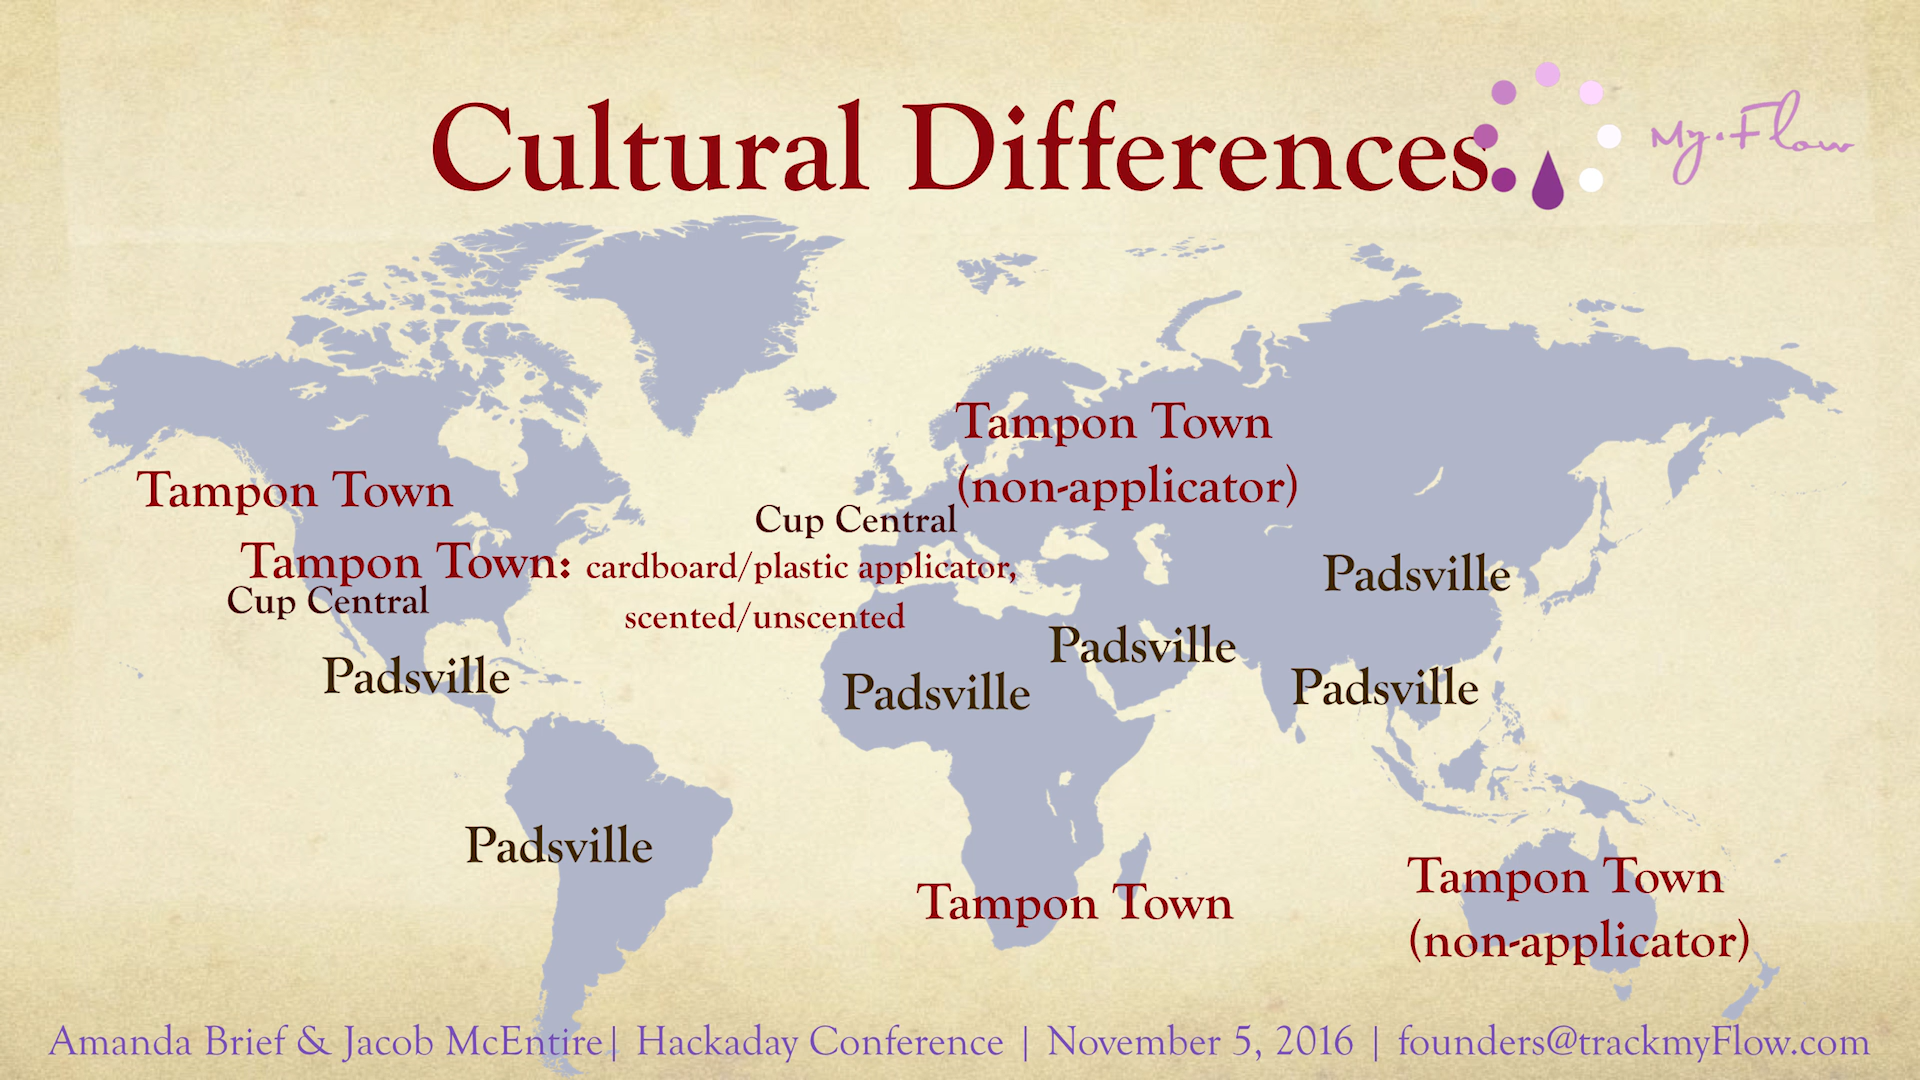 Cultural Differences
My.Flow
Tampon Town
(non-applicator)
Tampon Town
Cup Central
Tampon Town: cardboard/plastic applicator,
scented/unscented
Cup Central
Padsville
Padsville
Padsville
Padsville
Padsville
Padsville
Tampon Town
Tampon Town
(non-applicator)
Amanda Brief & Jacob McEntire| Hackaday Conference | November 5, 2016 | founders@trackmyFlow.com